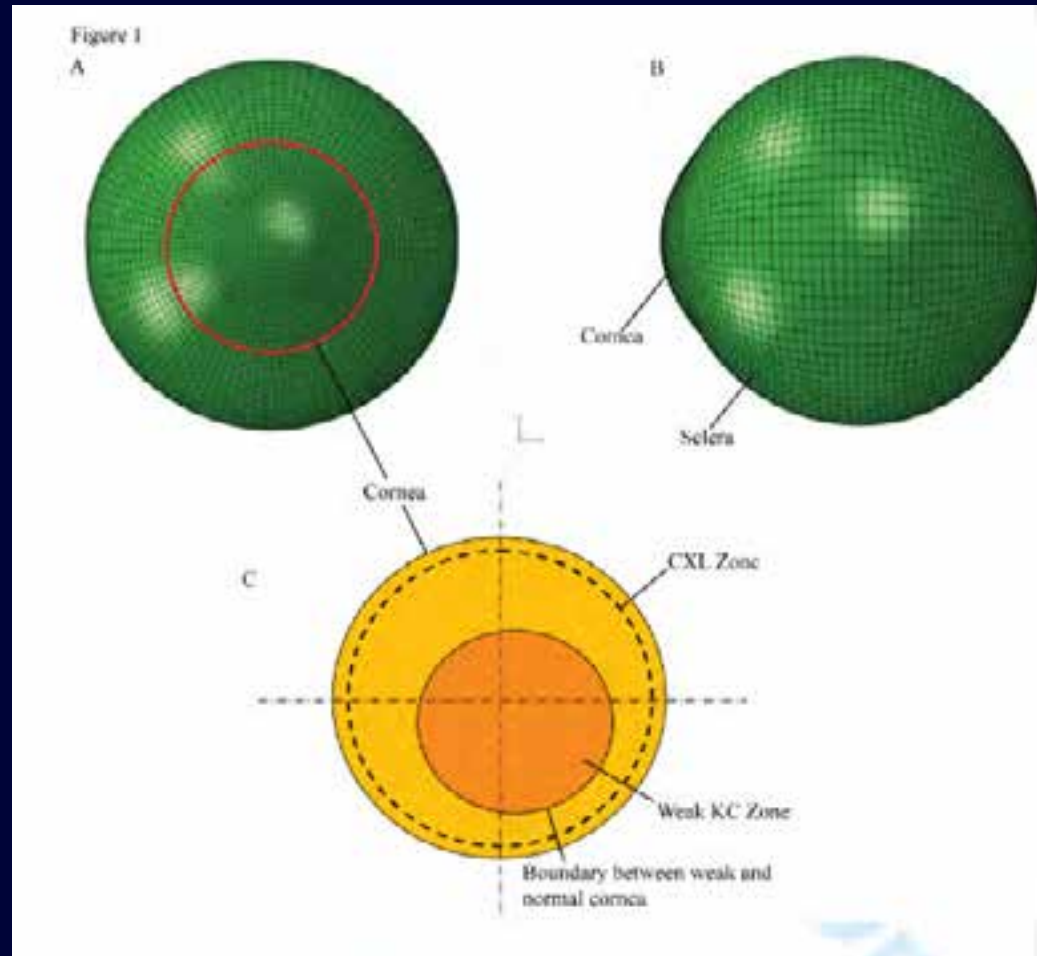 Figure 1
A
B
Cornea
Sclera
Cornea
C
CXL Zone
Weak KC Zone
Boundary between weak and
normal cornea